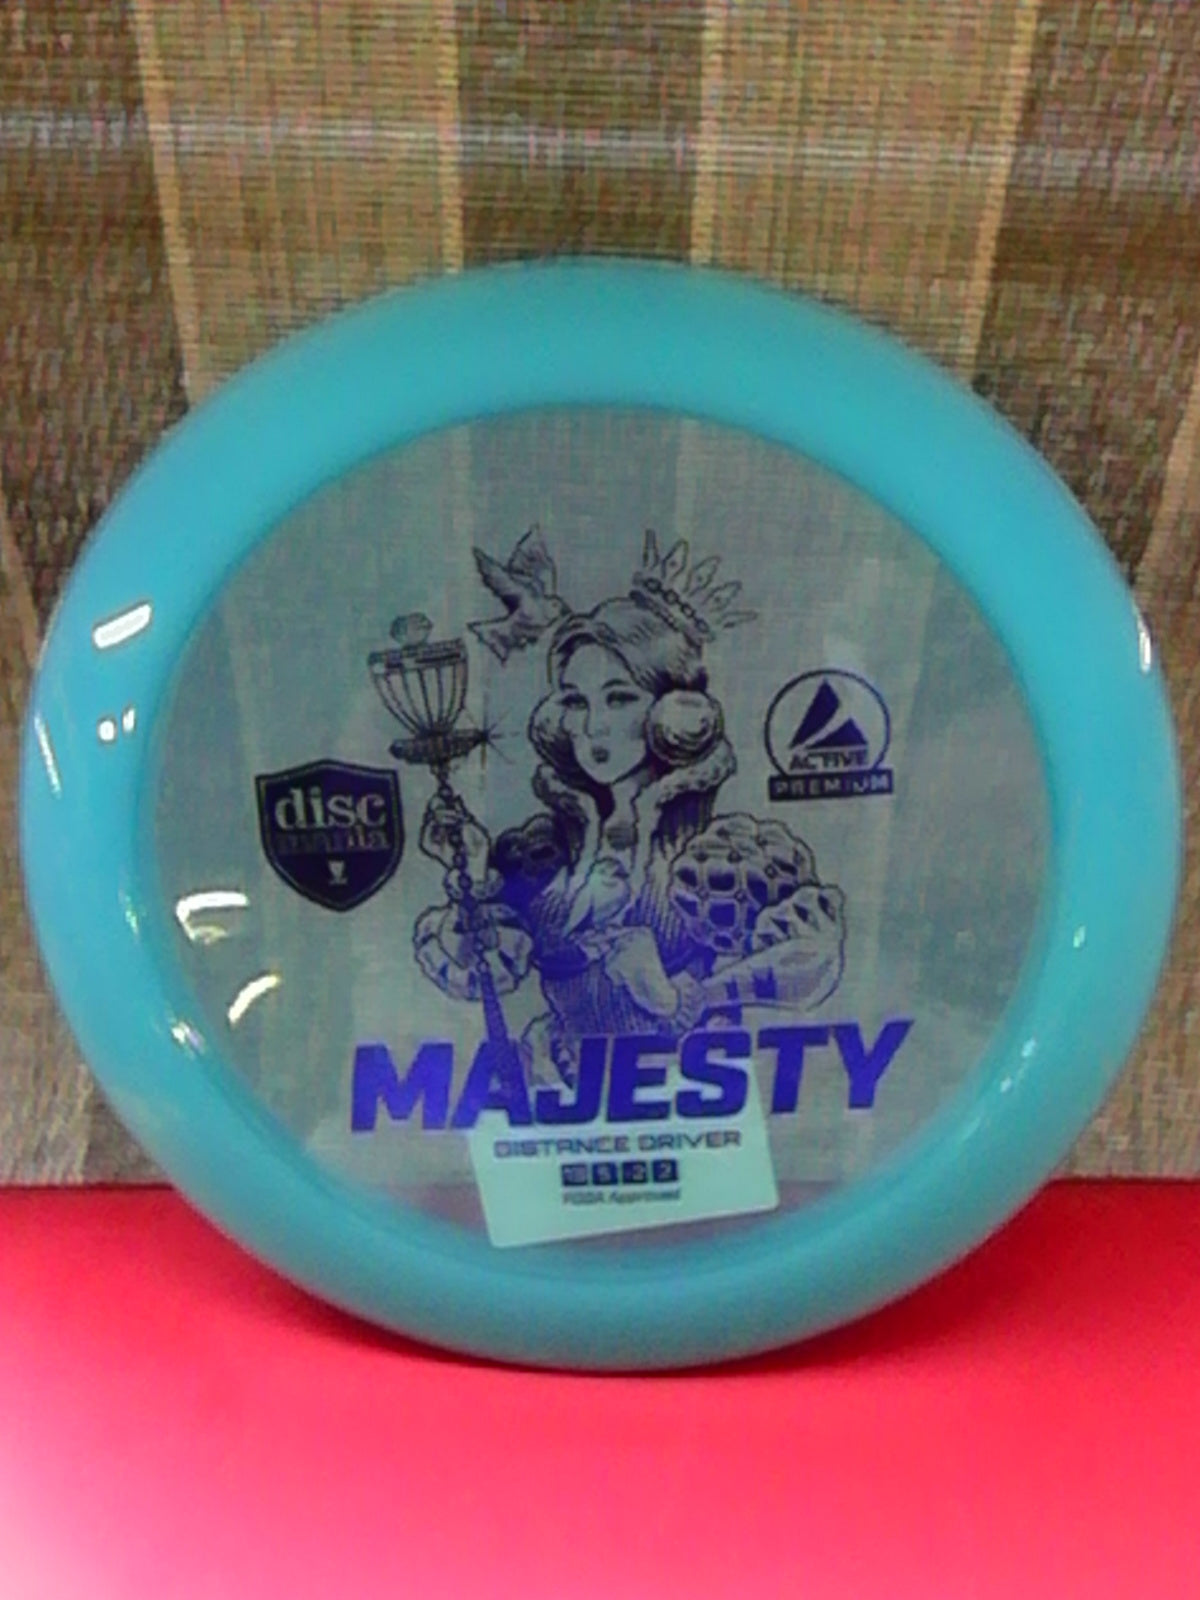 disc
mania
ACTIVE
PREMIUM
MAJESTY
DISTANCE DRIVER
PDGA Approved